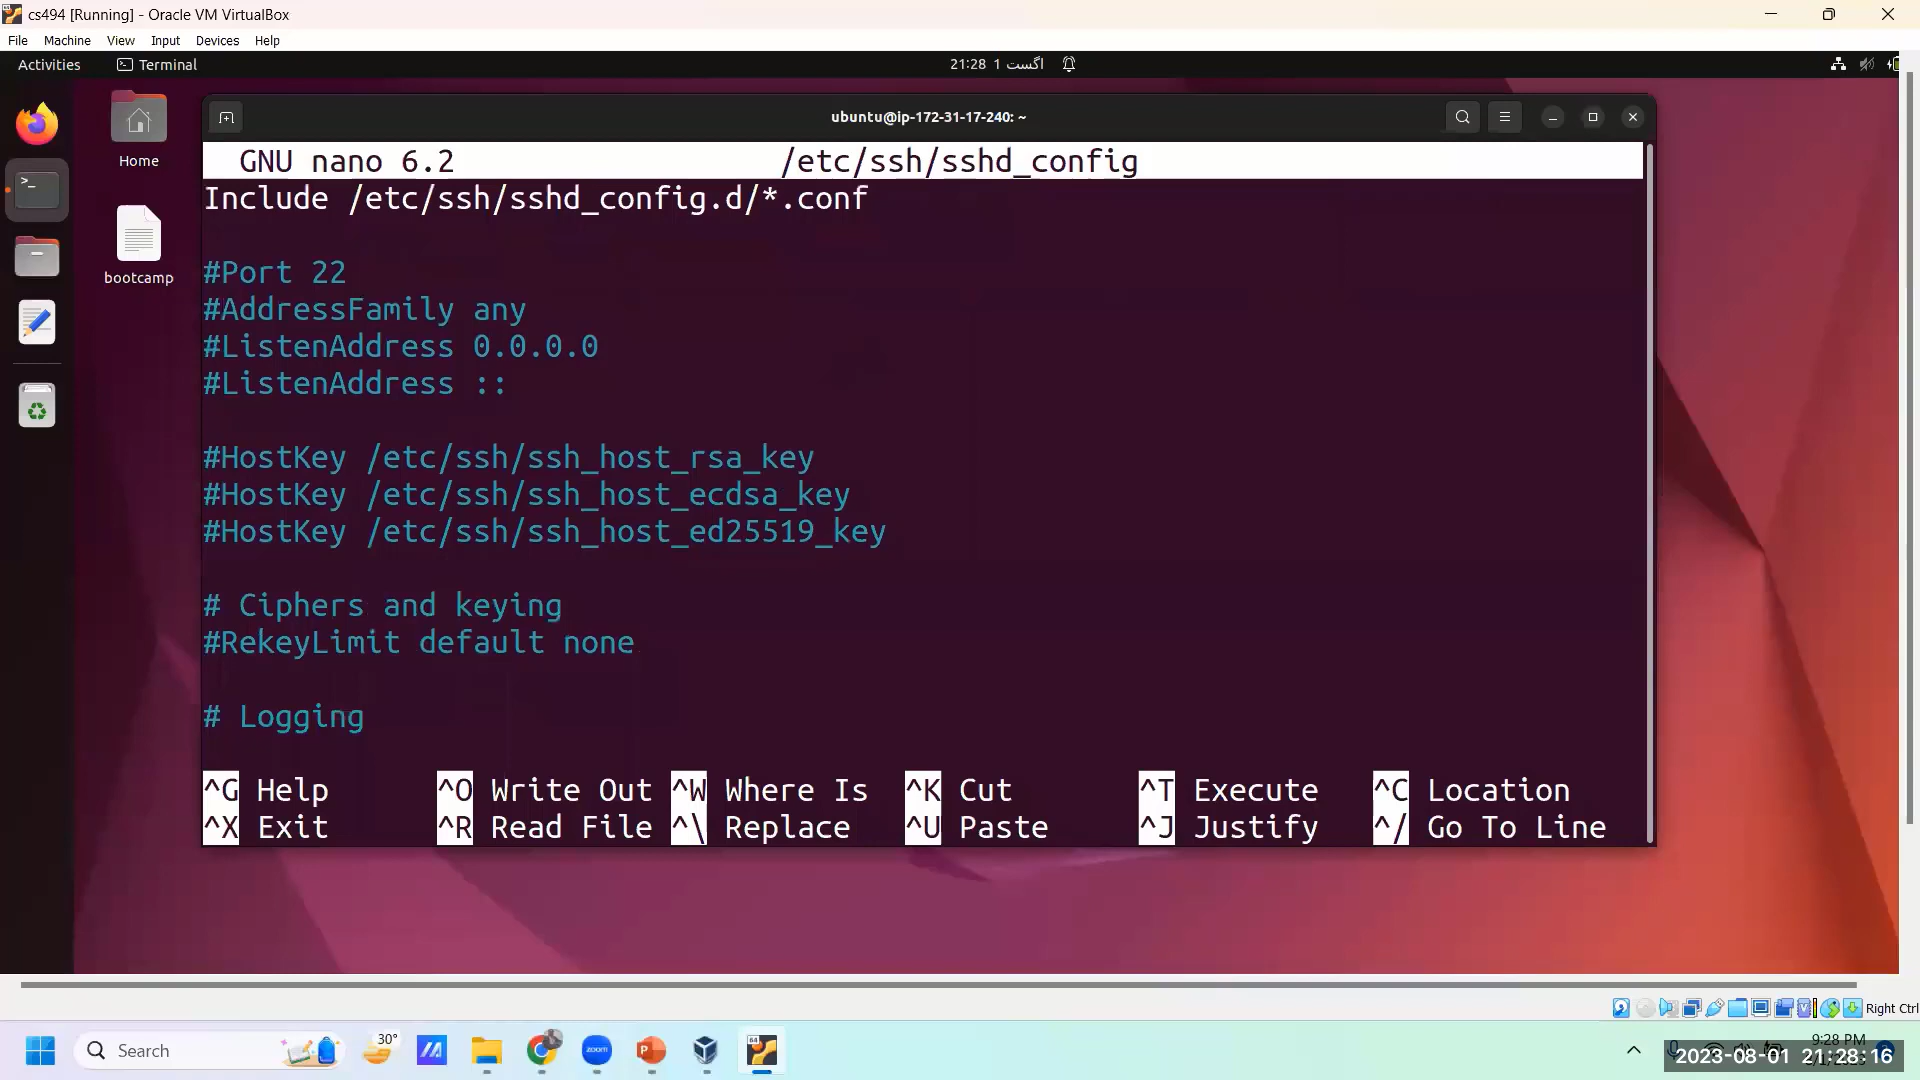 cs494 [Running] - Oracle VM VirtualBox
File Machine View Input Devices Help
Activities Terminal 21:28 1 اگست
ubuntu@ip-172-31-17-240: ~
Home
bootcamp
GNU nano 6.2 /etc/ssh/sshd_config
Include /etc/ssh/sshd_config.d/*.conf
#Port 22
#AddressFamily any
#ListenAddress 0.0.0.0
#ListenAddress ::
#HostKey /etc/ssh/ssh_host_rsa_key
#HostKey /etc/ssh/ssh_host_ecdsa_key
#HostKey /etc/ssh/ssh_host_ed25519_key
# Ciphers and keying
#RekeyLimit default none
# Logging
^G Help ^O Write Out ^W Where Is ^K Cut ^T Execute ^C Location
^X Exit ^R Read File ^\ Replace ^U Paste ^J Justify ^/ Go To Line
Right Ctrl
Search
30°
zoom
64
9:28 PM
2023-08-01 21:28:16